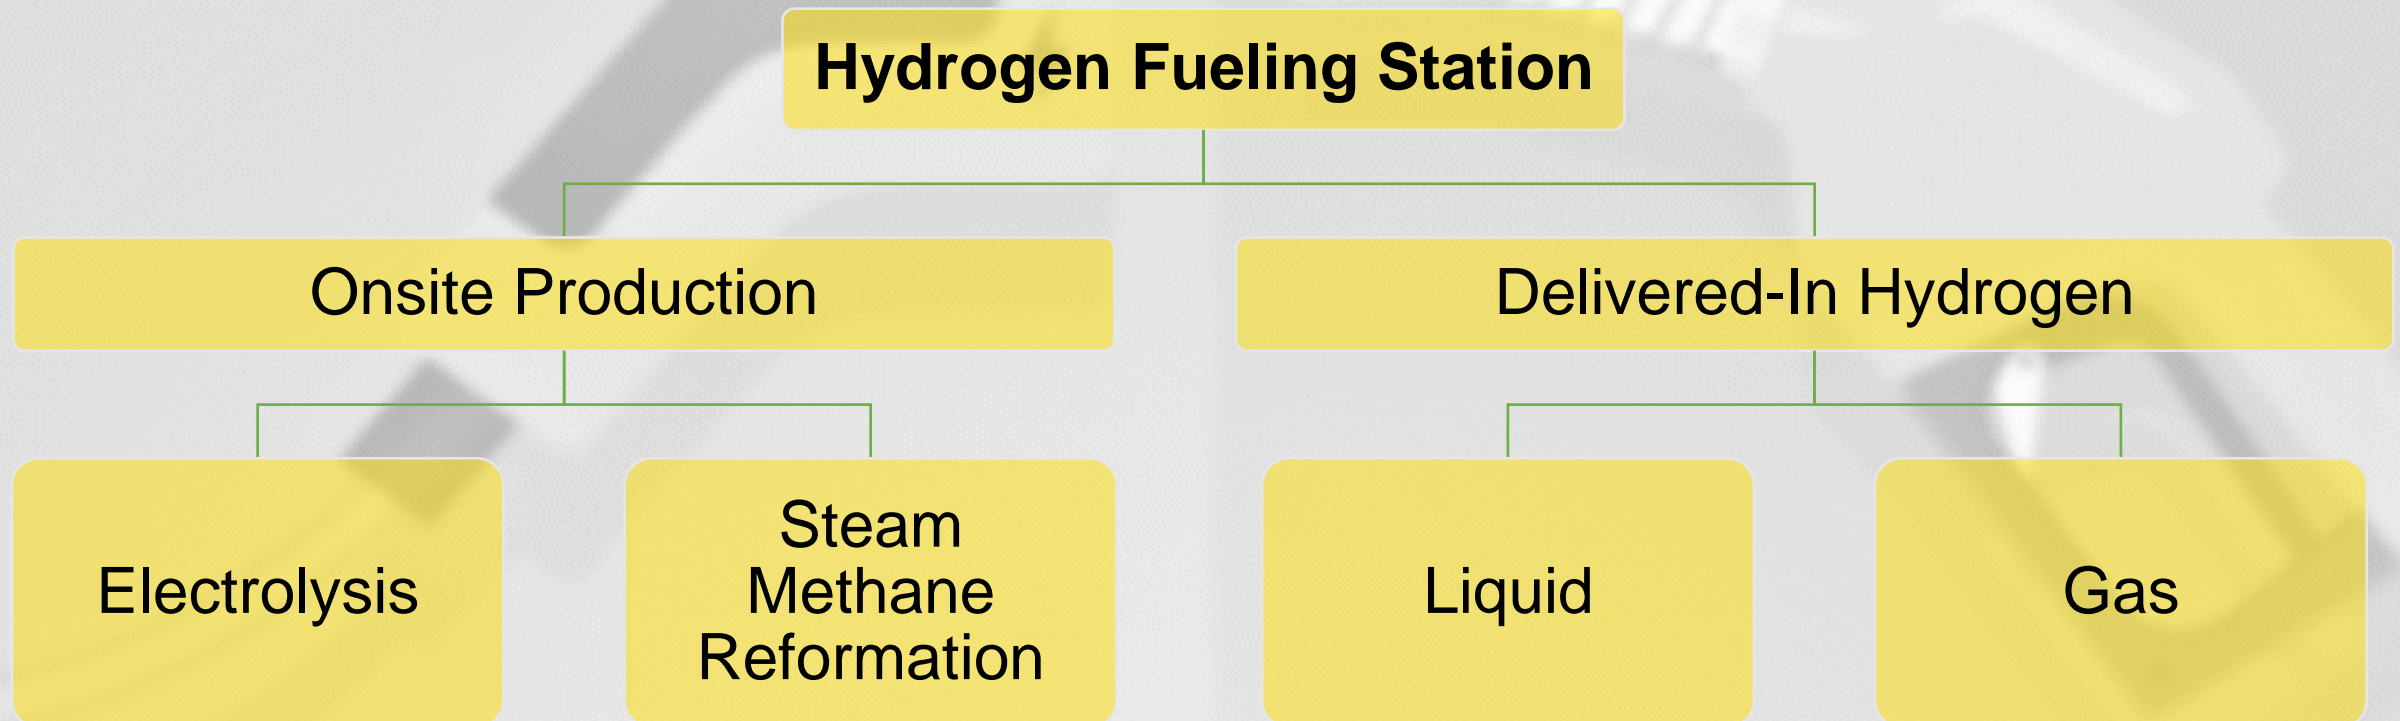 Hydrogen Fueling Station
Onsite Production
Delivered-In Hydrogen
Electrolysis
Steam
Methane
Reformation
Liquid
Gas